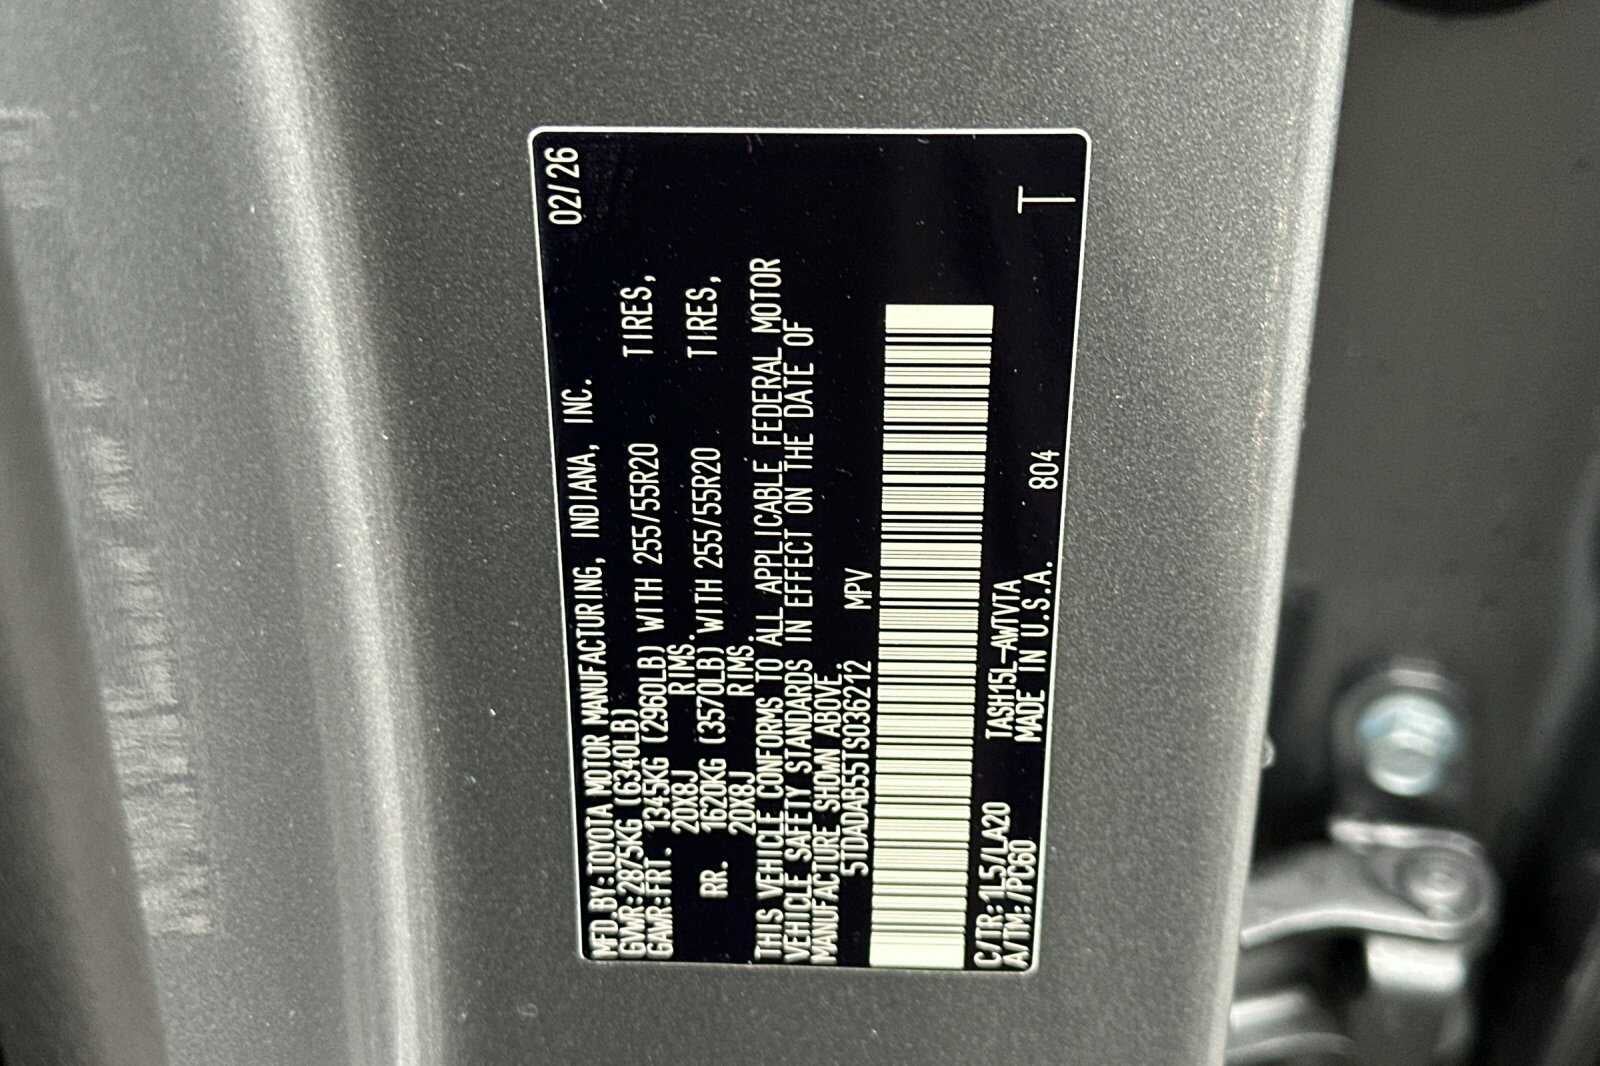 MFD.BY:TOYOTA MOTOR MANUFACTURING, INDIANA, INC. 02/26
GVWR:2875KG (6340LB)
GAWR:FRT. 1345KG (2960LB) WITH 255/55R20 TIRES,
20X8J RIMS.
RR. 1620KG (3570LB) WITH 255/55R20 TIRES,
20X8J RIMS.
THIS VEHICLE CONFORMS TO ALL APPLICABLE FEDERAL MOTOR
VEHICLE SAFETY STANDARDS IN EFFECT ON THE DATE OF
MANUFACTURE SHOWN ABOVE.
5TDADAB55TS036212 MPV
C/TR:1L5/LA20 TASH15L-AWTVTA
A/TM:/PC60 MADE IN U.S.A. 804
T